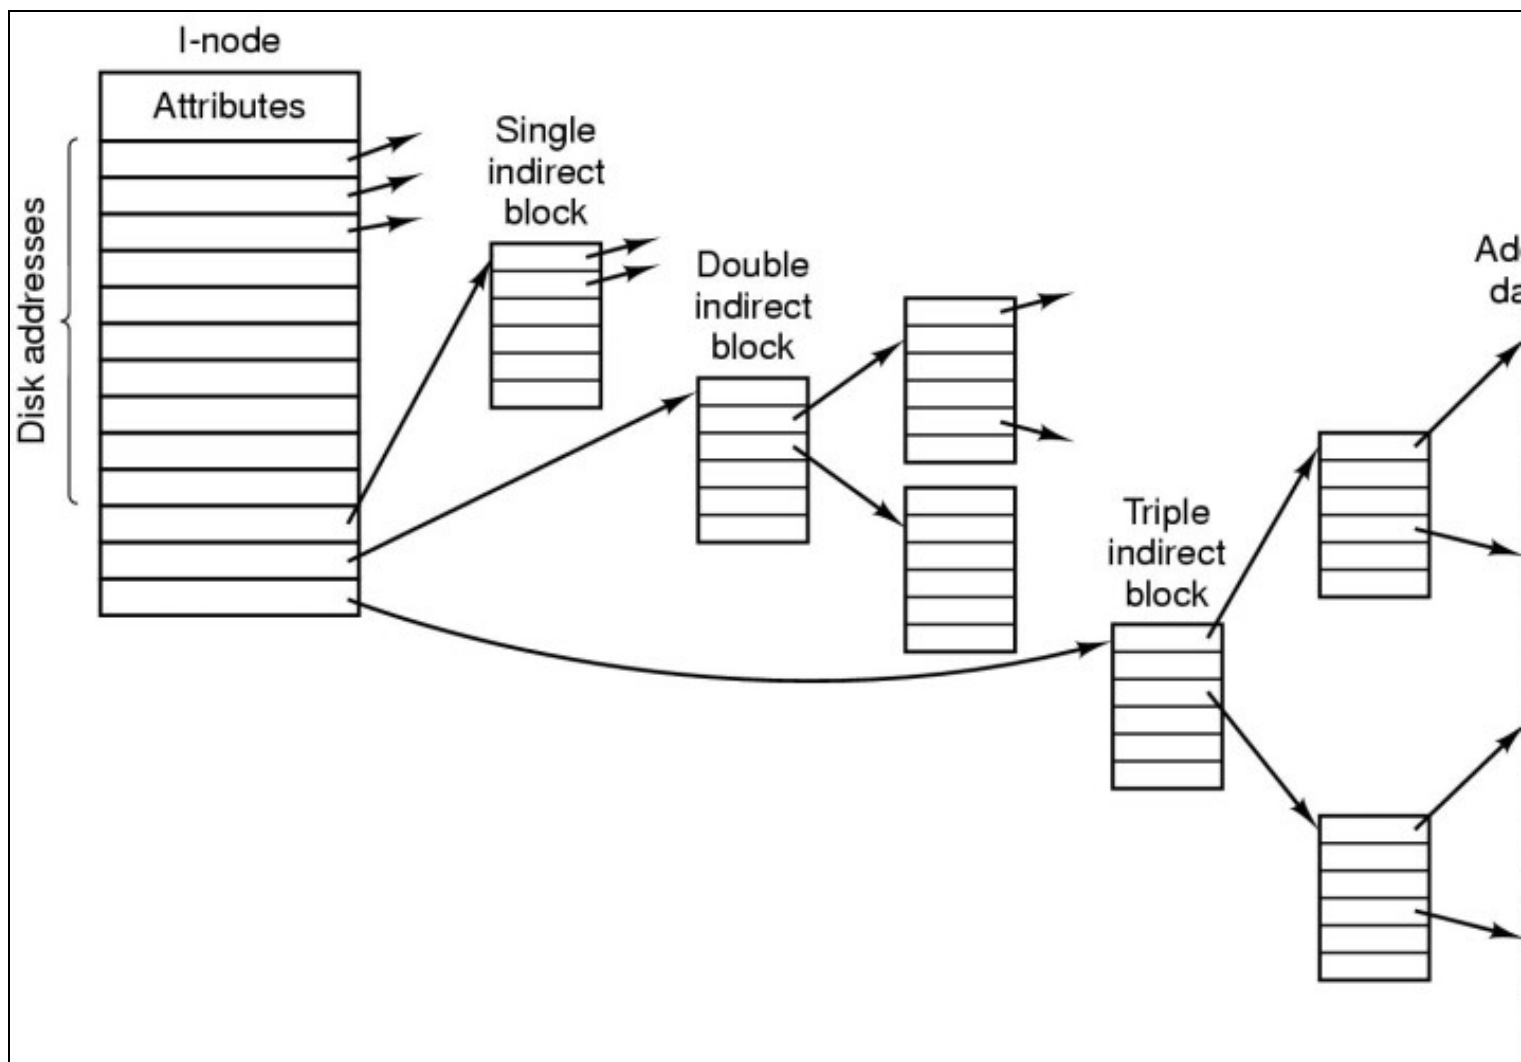 I-node
Attributes
Disk addresses
Single
indirect
block
Double
indirect
block
Triple
indirect
block